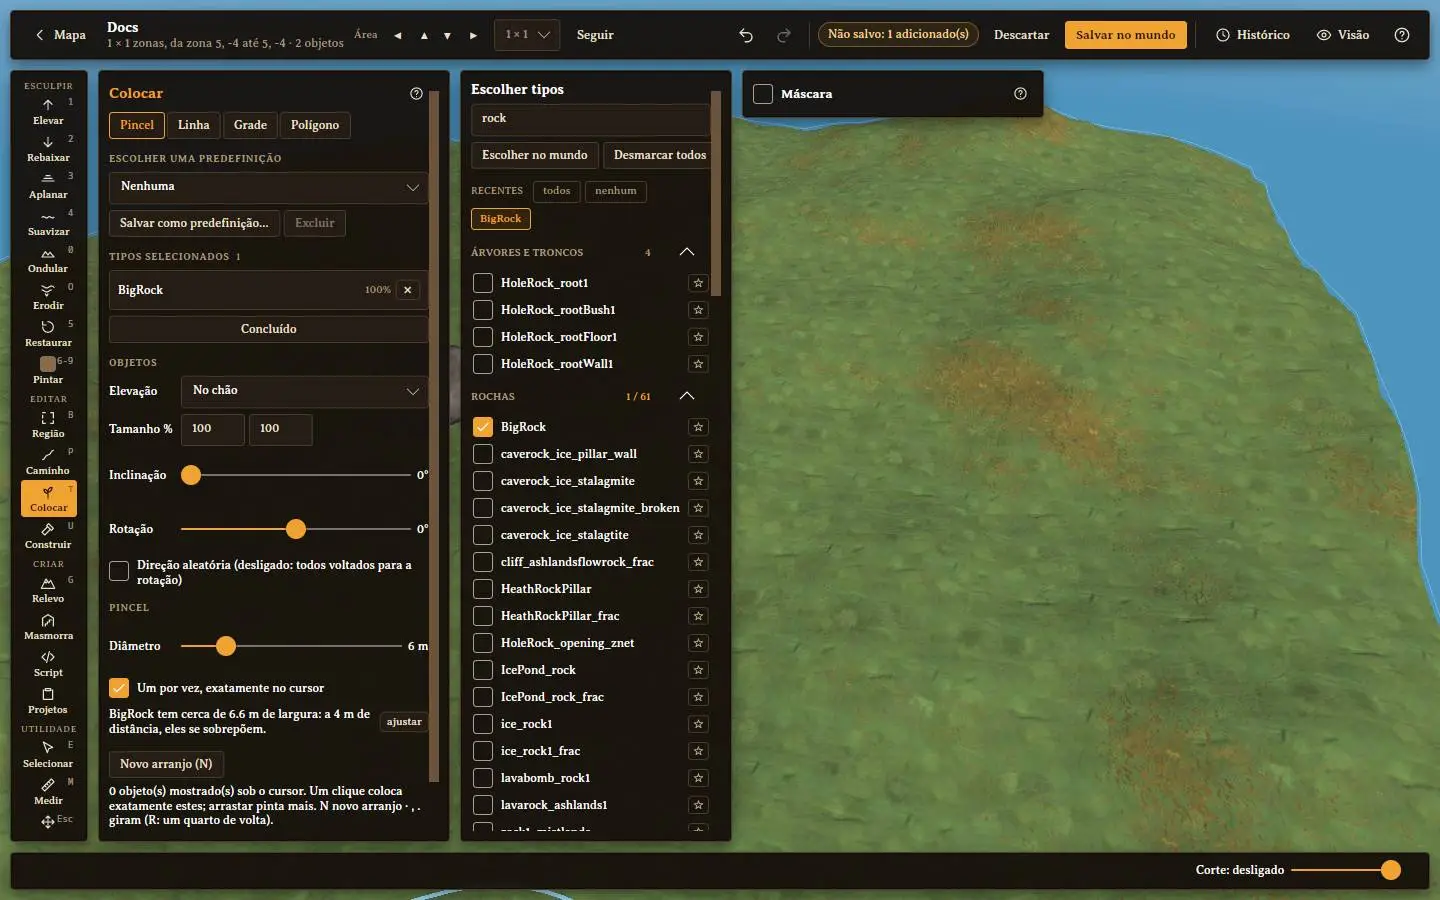 Mapa
Docs
1 × 1 zonas, da zona 5, -4 até 5, -4 · 2 objetos
Área
1 × 1
Seguir
Não salvo: 1 adicionado(s)
Descartar
Salvar no mundo
Histórico
Visão
ESCULPIR
1
Elevar
2
Rebaixar
3
Aplanar
4
Suavizar
0
Ondular
O
Erodir
5
Restaurar
6-9
Pintar
EDITAR
B
Região
P
Caminho
T
Colocar
U
Construir
CRIAR
G
Relevo
Masmorra
Script
Projetos
UTILIDADE
E
Selecionar
M
Medir
Esc
Colocar
Pincel
Linha
Grade
Polígono
ESCOLHER UMA PREDEFINIÇÃO
Nenhuma
Salvar como predefinição...
Excluir
TIPOS SELECIONADOS 1
BigRock
100%
Concluído
OBJETOS
Elevação
No chão
Tamanho %
100
100
Inclinação
0°
Rotação
0°
Direção aleatória (desligado: todos voltados para a
rotação)
PINCEL
Diâmetro
6 m
Um por vez, exatamente no cursor
BigRock tem cerca de 6.6 m de largura: a 4 m de
distância, eles se sobrepõem.
ajustar
Novo arranjo (N)
0 objeto(s) mostrado(s) sob o cursor. Um clique coloca
exatamente estes; arrastar pinta mais. N novo arranjo · , .
giram (R: um quarto de volta).
Escolher tipos
rock
Escolher no mundo
Desmarcar todos
RECENTES
todos
nenhum
BigRock
ÁRVORES E TRONCOS
4
HoleRock_root1
HoleRock_rootBush1
HoleRock_rootFloor1
HoleRock_rootWall1
ROCHAS
1 / 61
BigRock
caverock_ice_pillar_wall
caverock_ice_stalagmite
caverock_ice_stalagmite_broken
caverock_ice_stalagtite
cliff_ashlandsflowrock_frac
HeathRockPillar
HeathRockPillar_frac
HoleRock_opening_znet
IcePond_rock
IcePond_rock_frac
ice_rock1
ice_rock1_frac
lavabomb_rock1
lavarock_ashlands1
Máscara
Corte: desligado